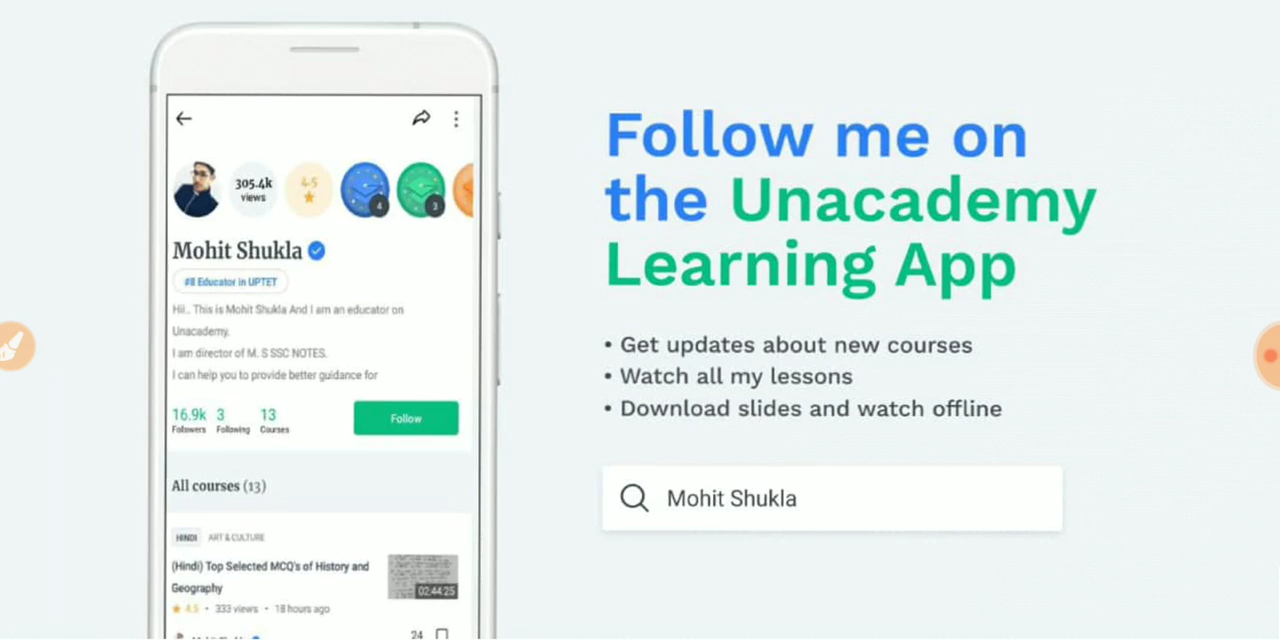 305.4k
views
4.5
4
3
Mohit Shukla
#8 Educator in UPTET
Hii.. This is Mohit Shukla And I am an educator on
Unacademy.
I am director of M. S SSC NOTES.
I can help you to provide better guidance for
16.9k 3 13
Followers Following Courses
Follow
All courses (13)
HINDI ART & CULTURE
(Hindi) Top Selected MCQ's of History and
Geography
02:44:25
4.5 • 333 views • 18 hours ago
24
Follow me on
the Unacademy
Learning App
• Get updates about new courses
• Watch all my lessons
• Download slides and watch offline
Mohit Shukla